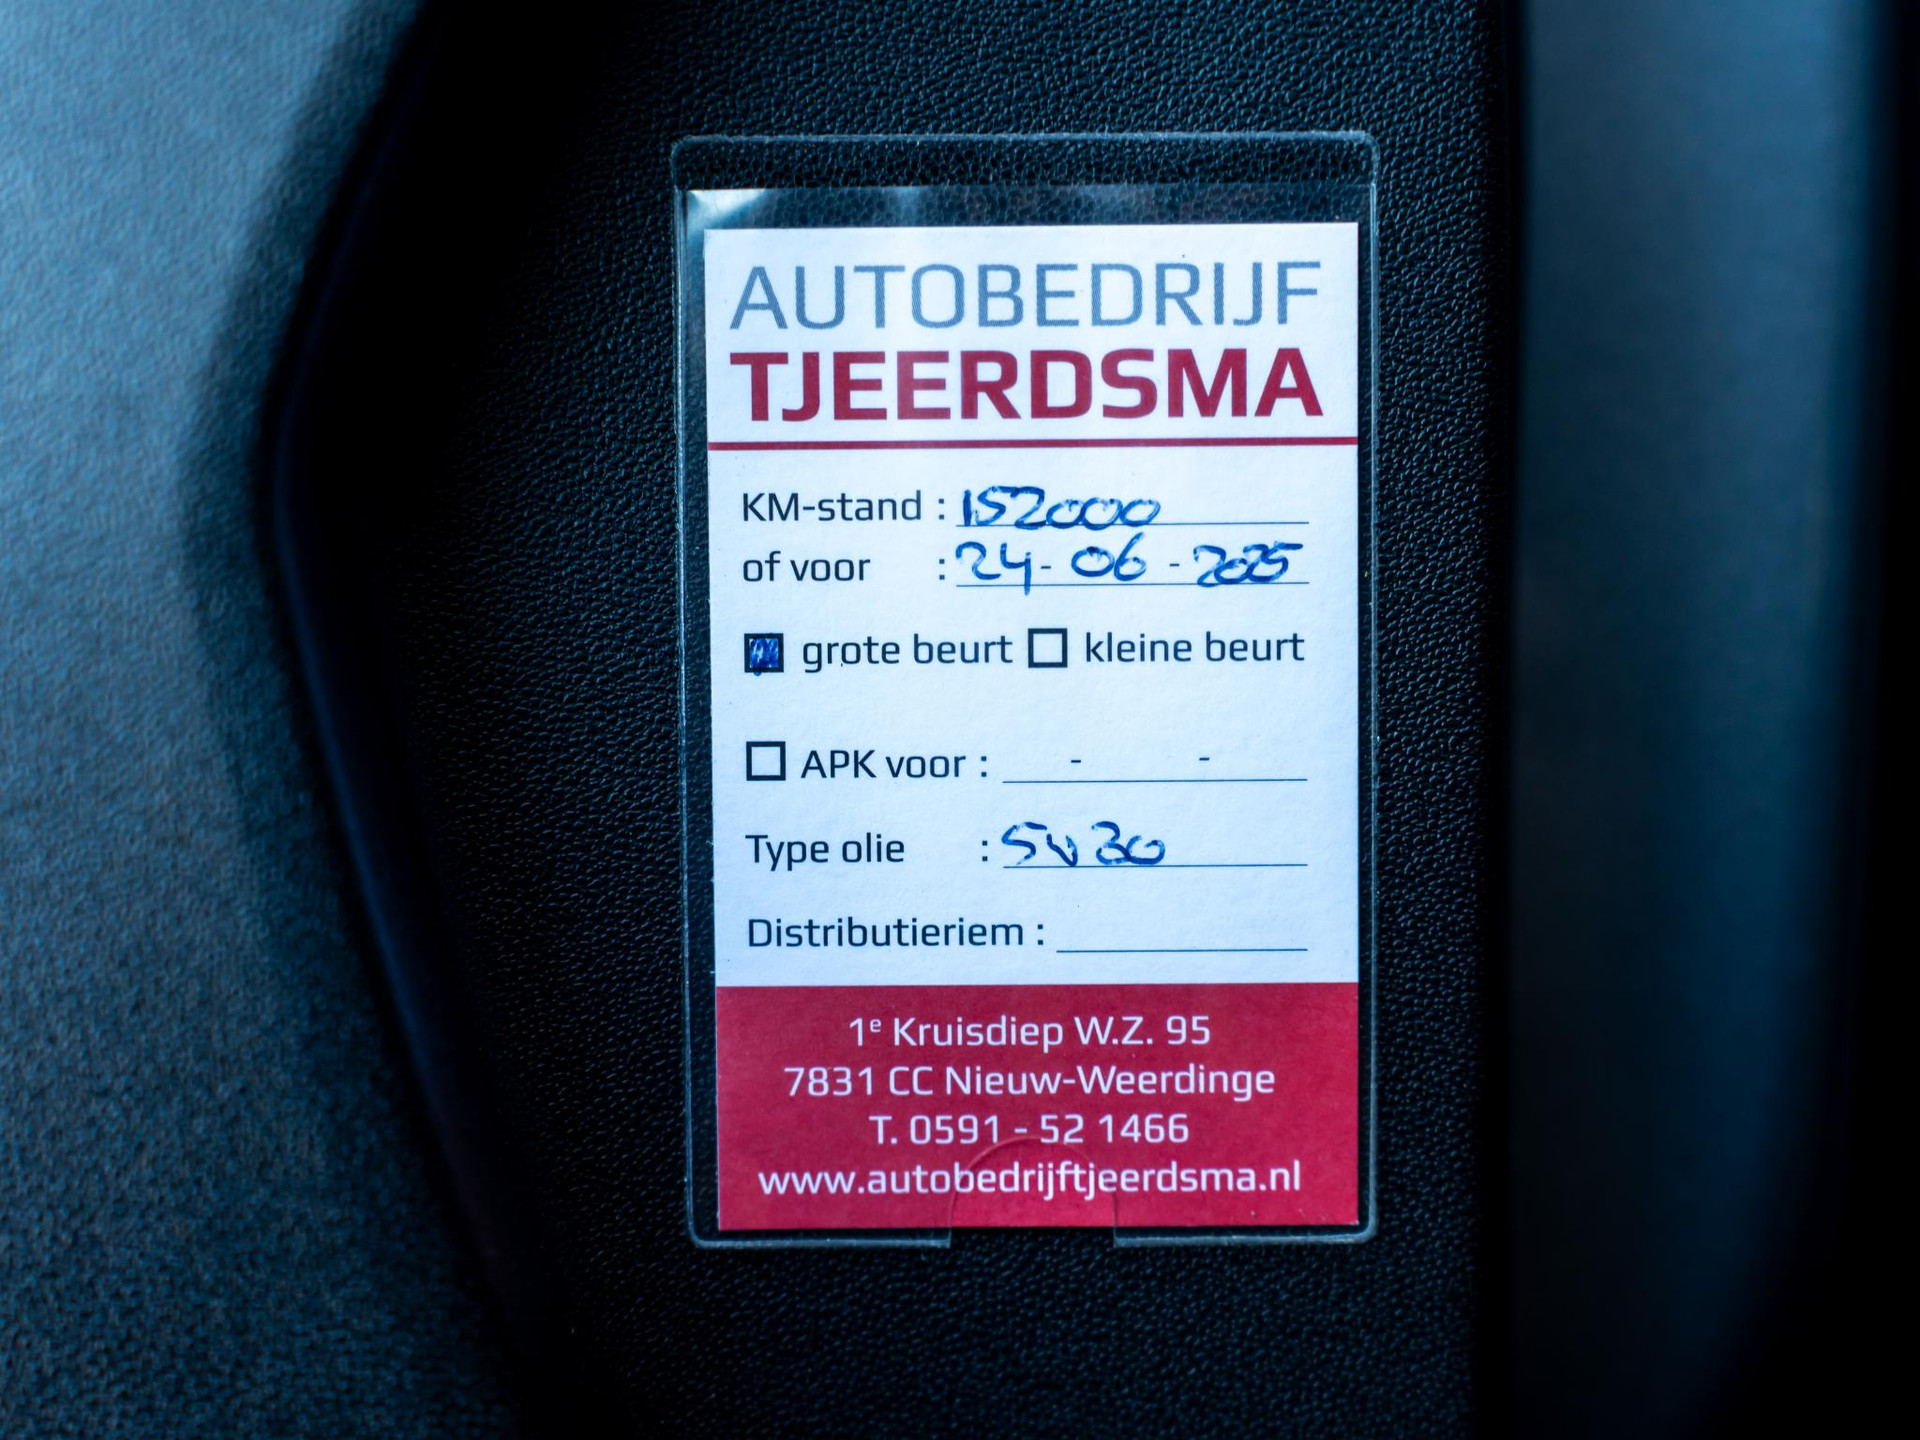 AUTOBEDRIJF
TJEERDSMA
KM-stand : 152000
of voor : 24 - 06 - 2025
grote beurt kleine beurt
APK voor : - -
Type olie : 5w30
Distributieriem :
1e Kruisdiep W.Z. 95
7831 CC Nieuw-Weerdinge
T. 0591 - 52 1466
www.autobedrijftjeerdsma.nl